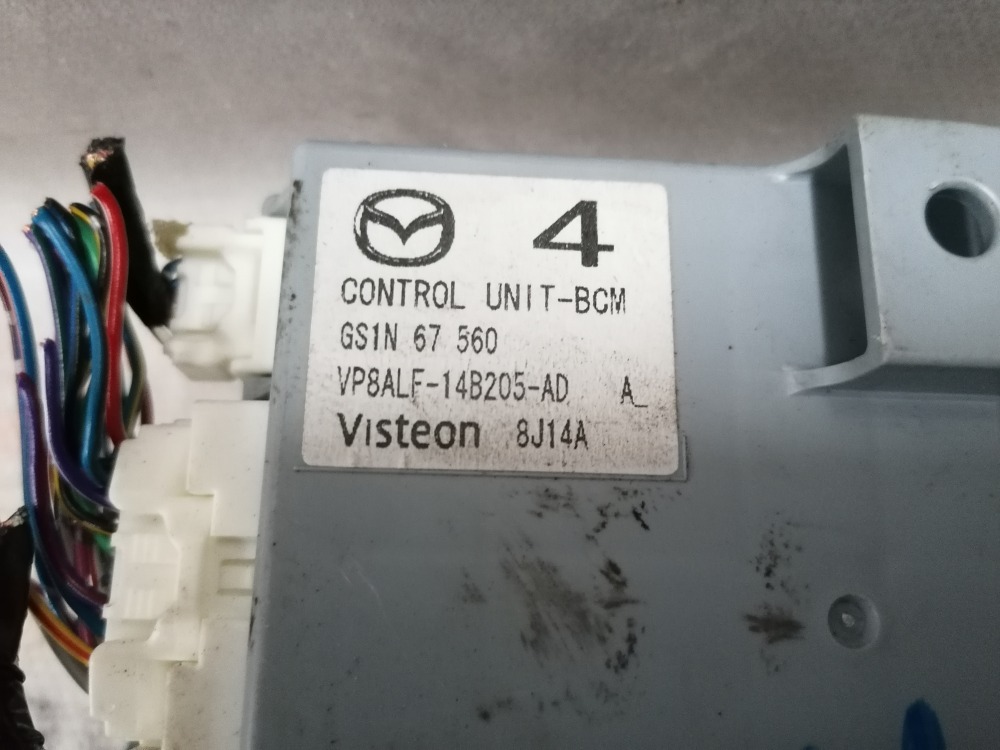 4
CONTROL UNIT-BCM
GS1N 67 560
VP8ALF-14B205-AD A_
Visteon 8J14A